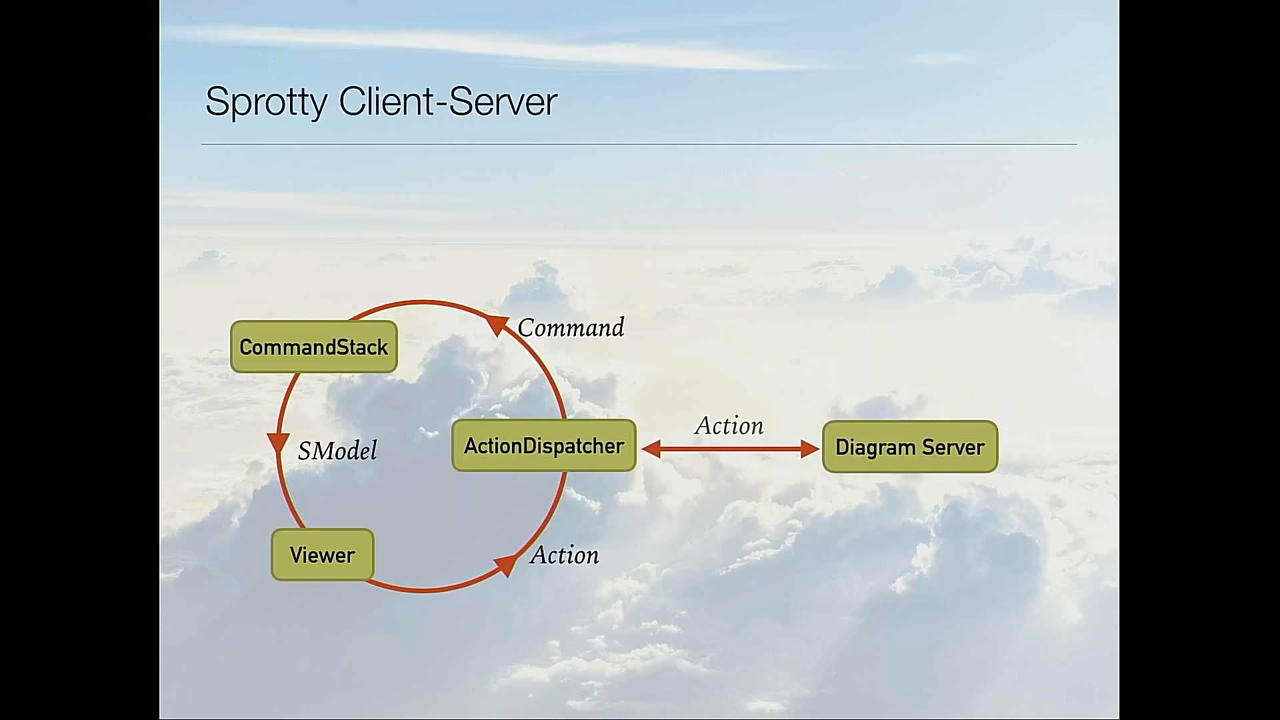 Sprotty Client-Server
Command
CommandStack
Action
SModel
ActionDispatcher
Diagram Server
Viewer
Action